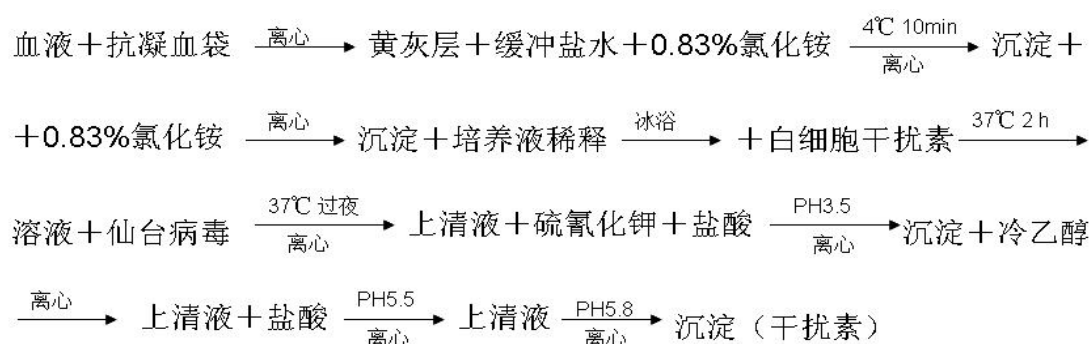 血液＋抗凝血袋 离心 黄灰层＋缓冲盐水＋0.83%氯化铵 4℃ 10min 离心 沉淀＋
＋0.83%氯化铵 离心 沉淀＋培养液稀释 冰浴 ＋白细胞干扰素 37℃ 2 h
溶液＋仙台病毒 37℃ 过夜 离心 上清液＋硫氰化钾＋盐酸 PH3.5 离心 沉淀＋冷乙醇
离心 上清液＋盐酸 PH5.5 离心 上清液 PH5.8 离心 沉淀（干扰素）